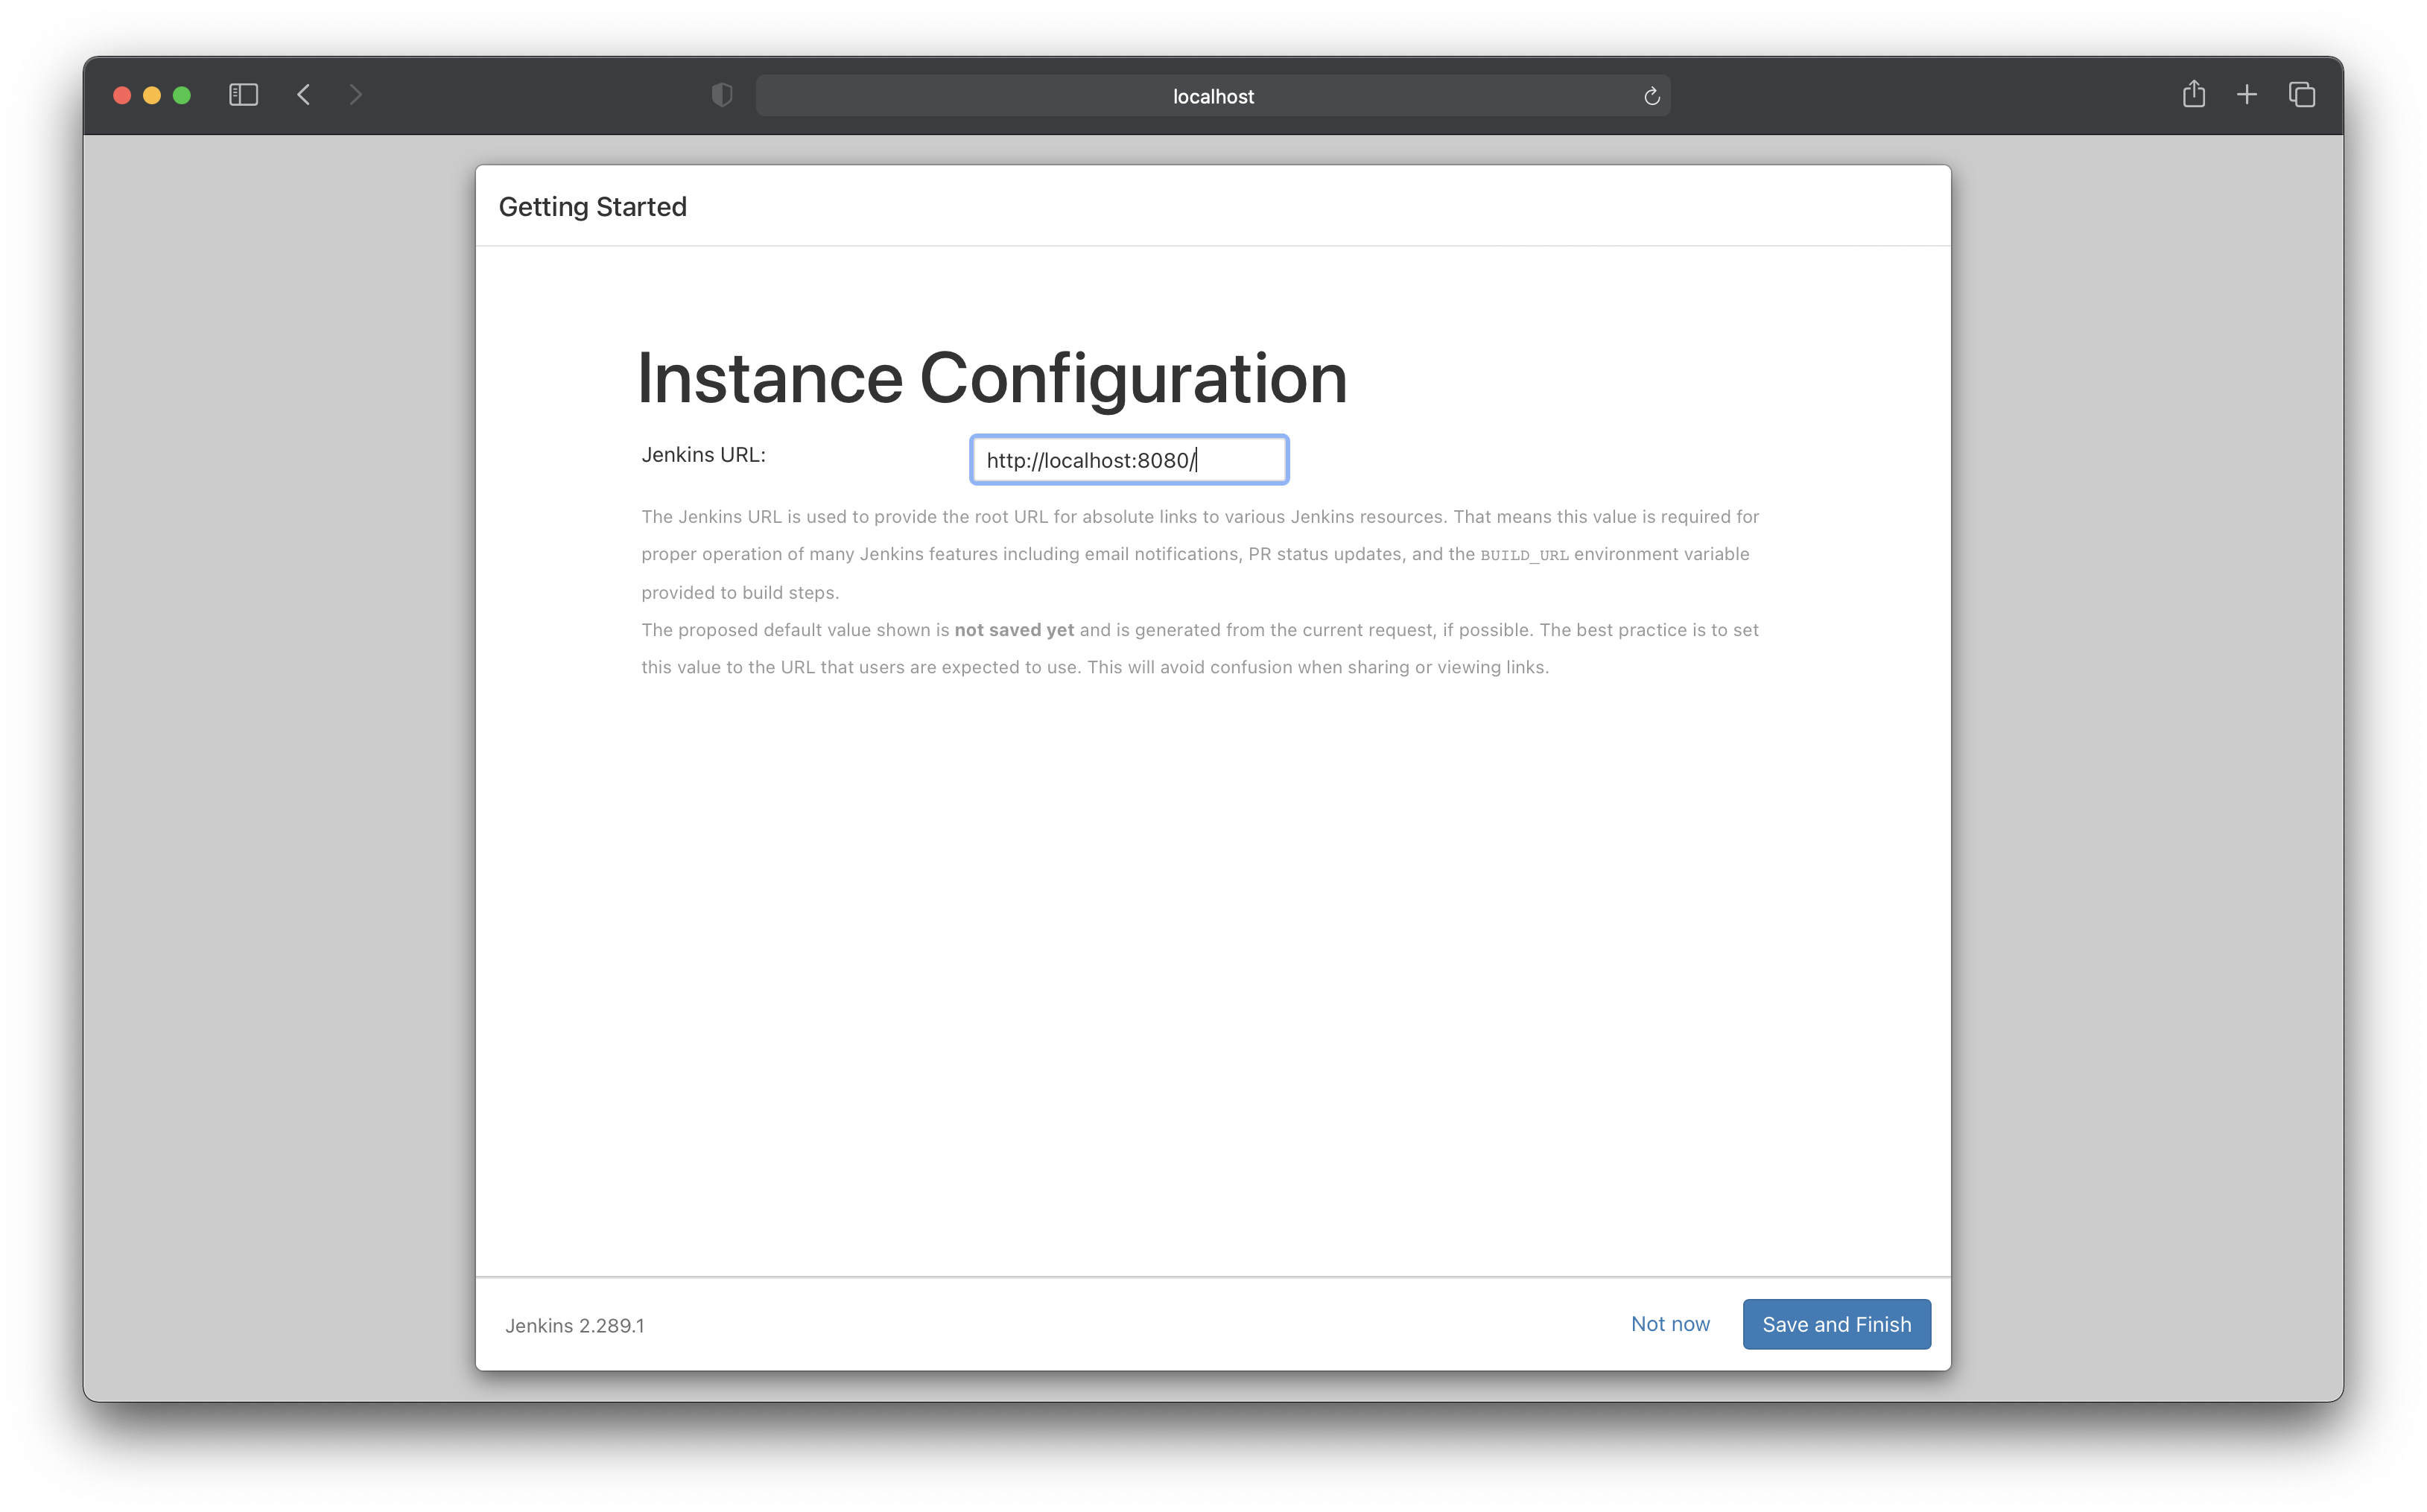 localhost
Getting Started
Instance Configuration
Jenkins URL:
http://localhost:8080/
The Jenkins URL is used to provide the root URL for absolute links to various Jenkins resources. That means this value is required for
proper operation of many Jenkins features including email notifications, PR status updates, and the BUILD_URL environment variable
provided to build steps.
The proposed default value shown is not saved yet and is generated from the current request, if possible. The best practice is to set
this value to the URL that users are expected to use. This will avoid confusion when sharing or viewing links.
Jenkins 2.289.1
Not now
Save and Finish